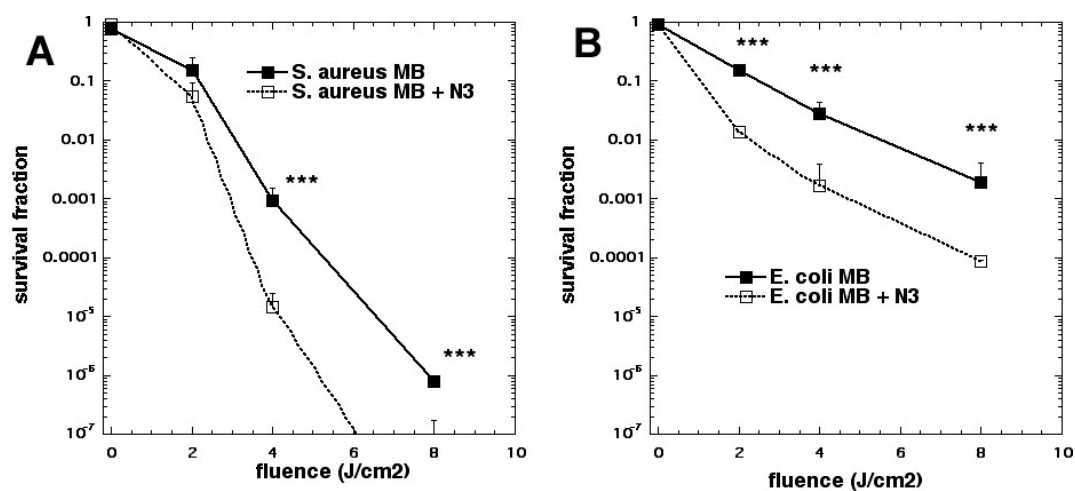 A
S. aureus MB
S. aureus MB + N3
***
***
survival fraction
1
0.1
0.01
0.001
0.0001
10-5
10-6
10-7
0 2 4 6 8 10
fluence (J/cm2)
B
***
***
***
E. coli MB
E. coli MB + N3
survival fraction
1
0.1
0.01
0.001
0.0001
10-5
10-6
10-7
0 2 4 6 8 10
fluence (J/cm2)